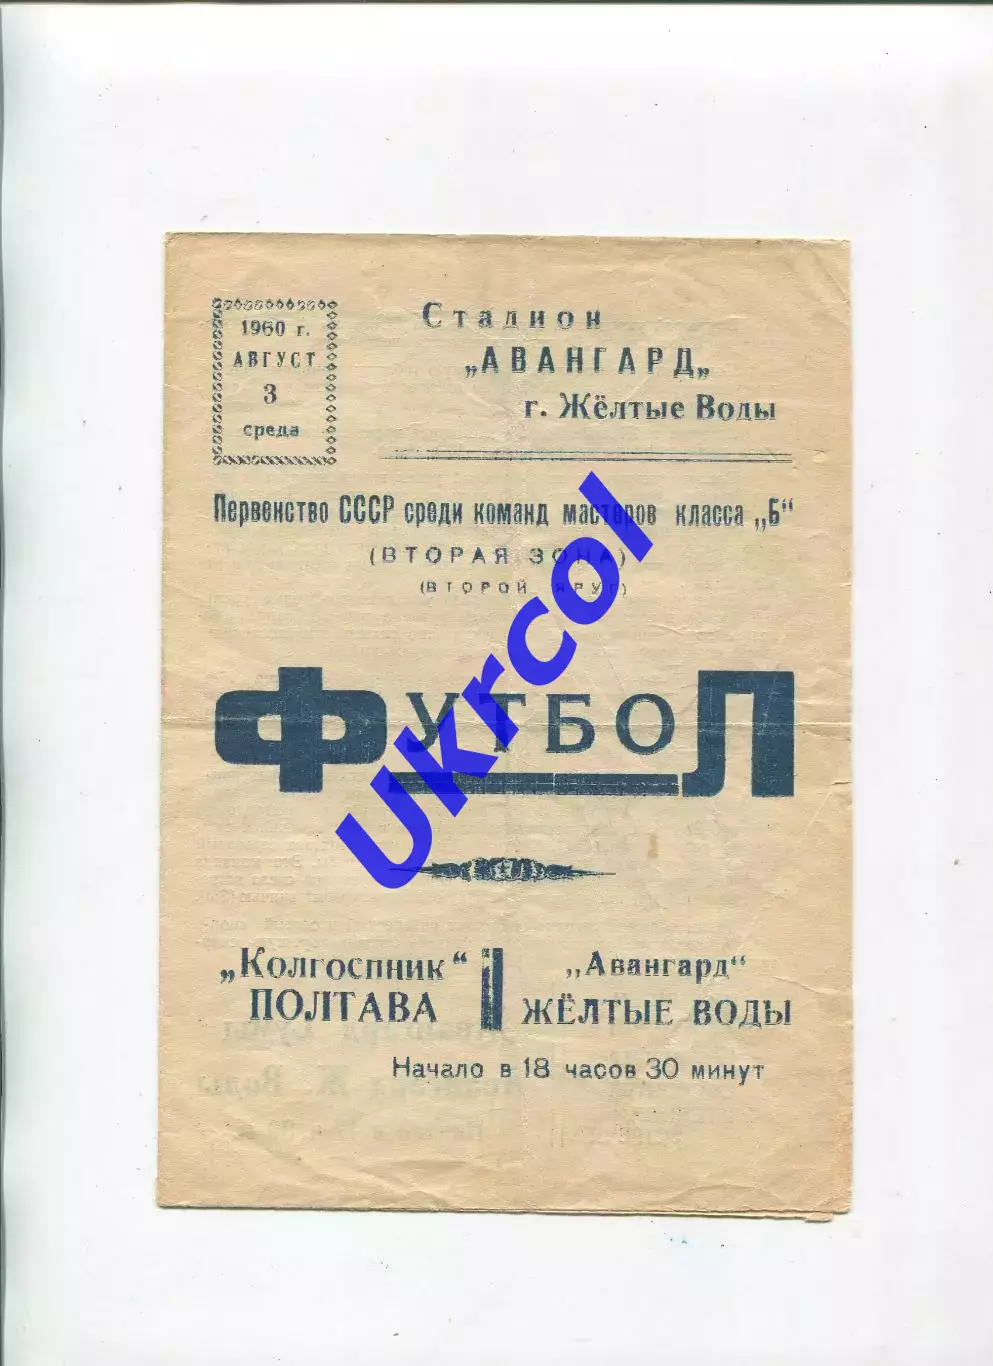 1960 г.
АВГУСТ
3
среда
Стадион
„АВАНГАРД„
г. Жёлтые Воды
Первенство СССР среди команд мастеров класса „Б“
(ВТОРАЯ ЗОНА)
(ВТОРОЙ КРУГ)
ФУТБОЛ
„Колгоспник“
ПОЛТАВА
„Авангард“
ЖЁЛТЫЕ ВОДЫ
Начало в 18 часов 30 минут
Ukrcol